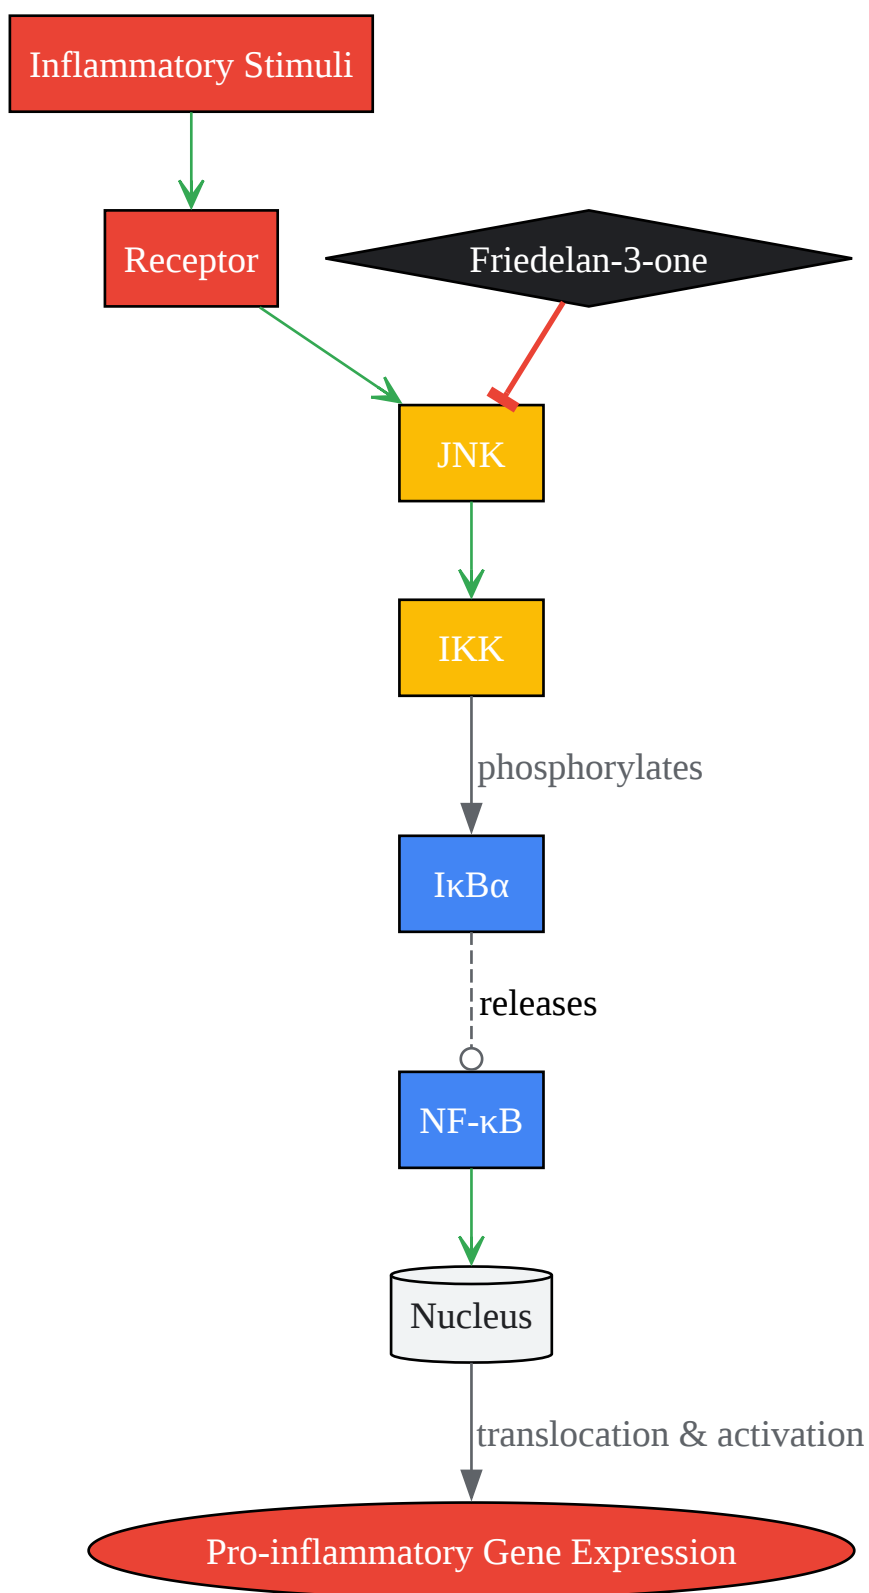 Inflammatory Stimuli
Receptor
Friedelan-3-one
JNK
IKK
phosphorylates
IκBα
releases
NF-κB
Nucleus
translocation & activation
Pro-inflammatory Gene Expression